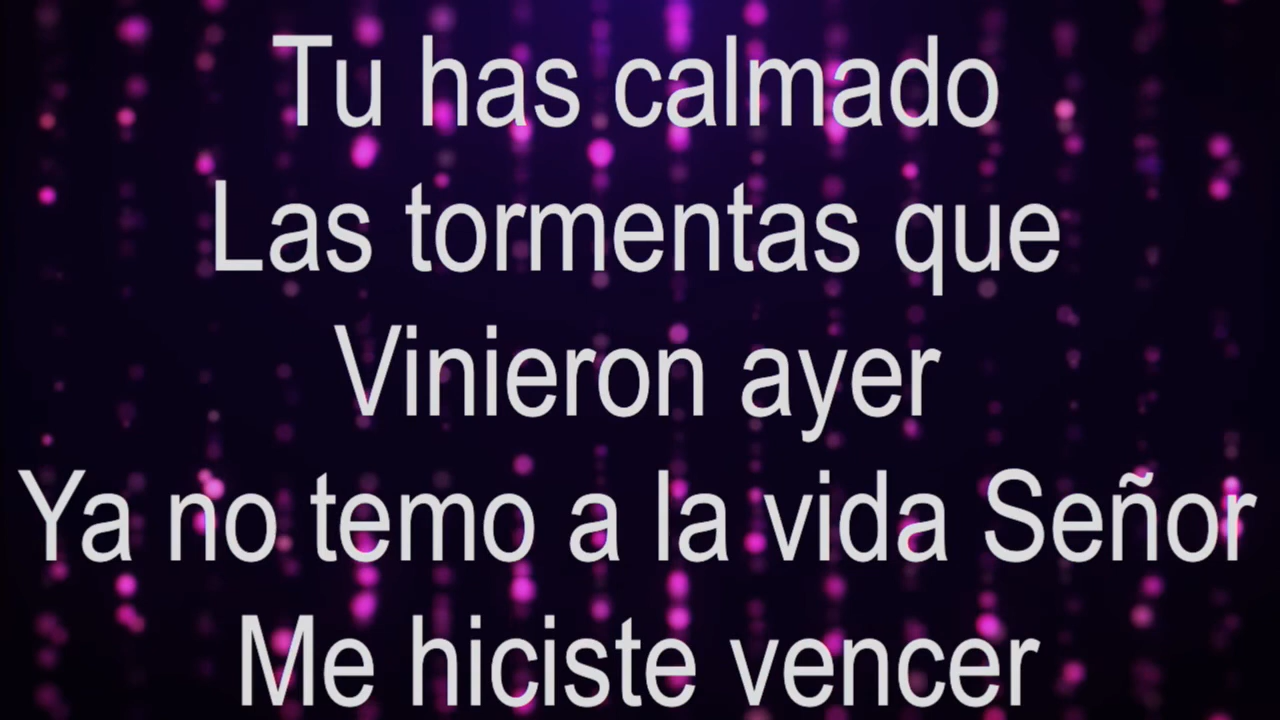 Tu has calmado
Las tormentas que
Vinieron ayer
Ya no temo a la vida Señor
Me hiciste vencer